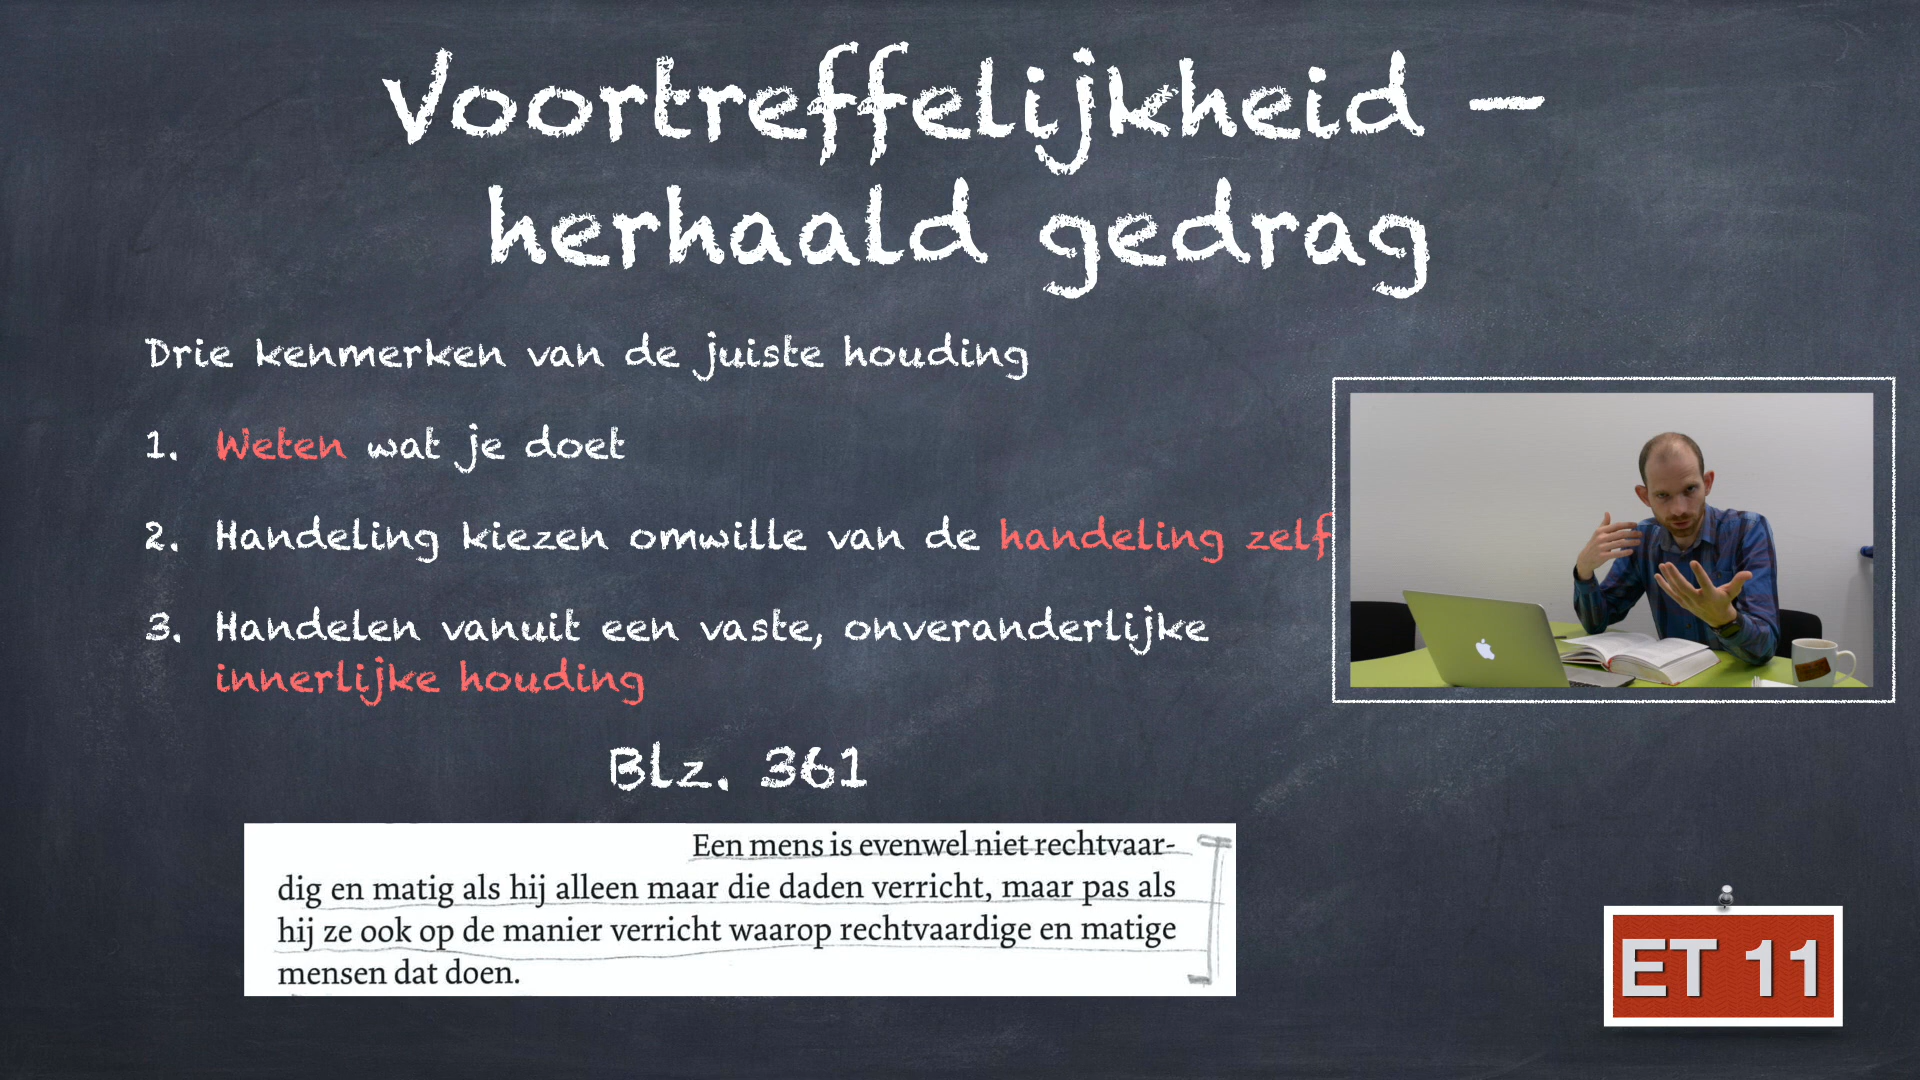 Voortreffelijkheid –
herhaald gedrag
Drie kenmerken van de juiste houding
1. Weten wat je doet
2. Handeling kiezen omwille van de handeling zelf
3. Handelen vanuit een vaste, onveranderlijke
innerlijke houding
Blz. 361
Een mens is evenwel niet rechtvaar-
dig en matig als hij alleen maar die daden verricht, maar pas als
hij ze ook op de manier verricht waarop rechtvaardige en matige
mensen dat doen.
ET 11